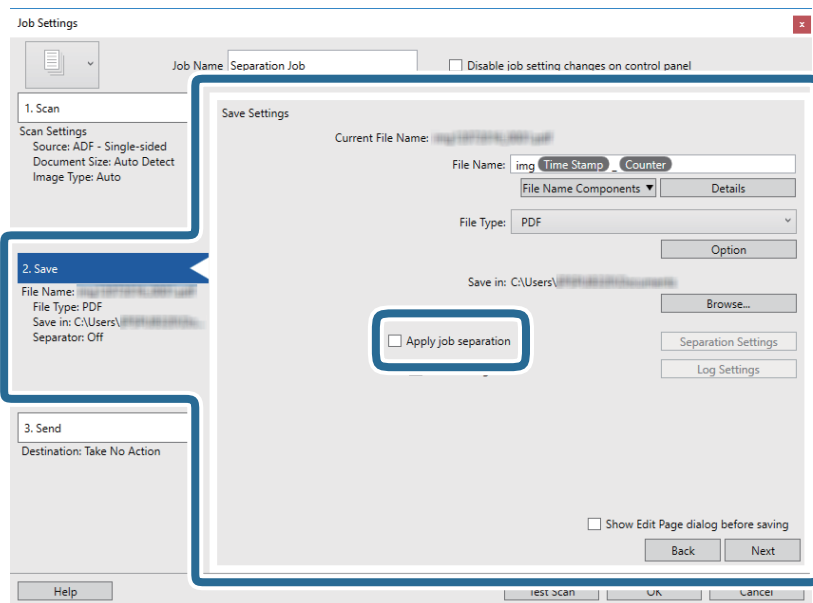 Job Settings
x
Job Name Separation Job
Disable job setting changes on control panel
1. Scan
Scan Settings
Source: ADF - Single-sided
Document Size: Auto Detect
Image Type: Auto
2. Save
File Name:
File Type: PDF
Save in: C:\Users\
Separator: Off
3. Send
Destination: Take No Action
Save Settings
Current File Name:
File Name: img Time Stamp _ Counter
File Name Components ▼ Details
File Type: PDF
Option
Save in: C:\Users\
Browse...
Apply job separation
Separation Settings
Log Settings
Show Edit Page dialog before saving
Back Next
Help Test Scan OK Cancel